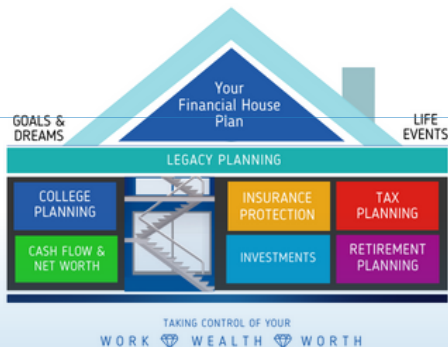 Your
Financial House
Plan
GOALS &
DREAMS
LIFE
EVENTS
LEGACY PLANNING
COLLEGE
PLANNING
INSURANCE
PROTECTION
TAX
PLANNING
CASH FLOW &
NET WORTH
INVESTMENTS
RETIREMENT
PLANNING
TAKING CONTROL OF YOUR
WORK WEALTH WORTH